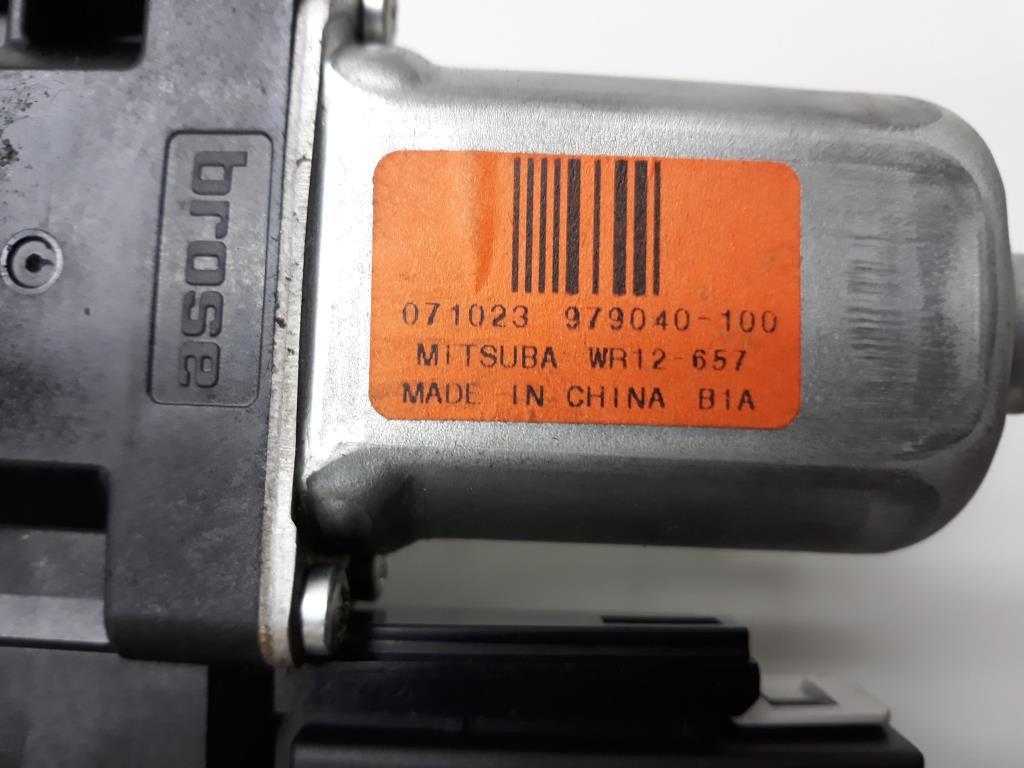 brose
071023 979040-100
MiTSUBA WR12-657
MADE IN CHINA B1A